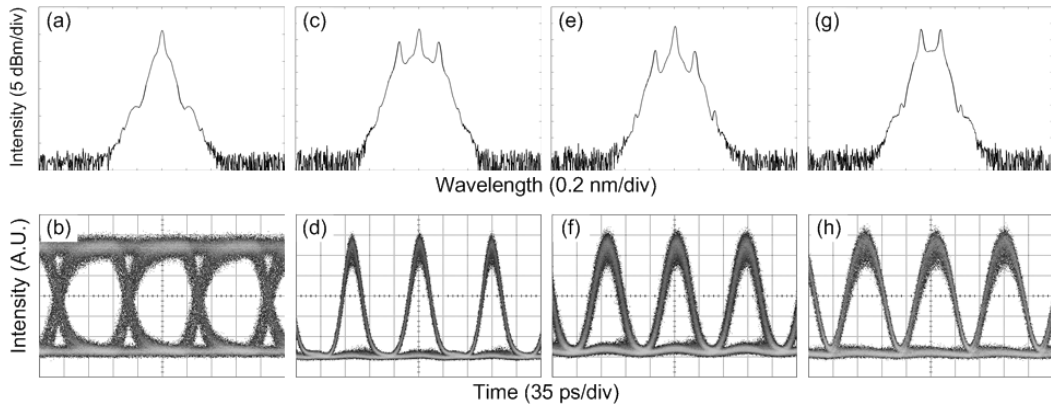 (a) (c) (e) (g)
Intensity (5 dBm/div)
Wavelength (0.2 nm/div)
(b) (d) (f) (h)
Intensity (A.U.)
Time (35 ps/div)